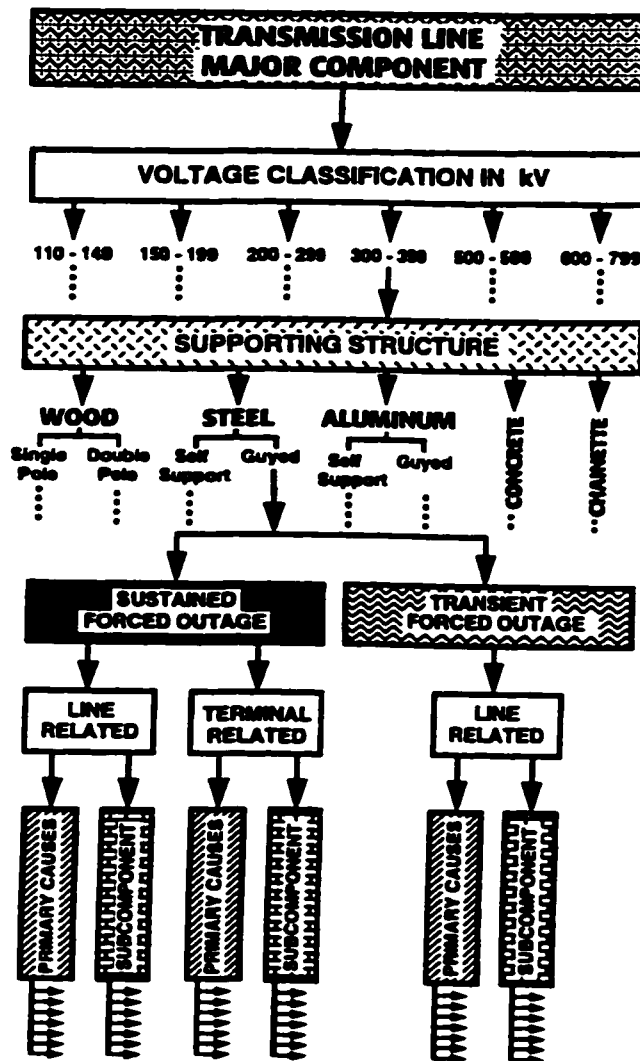 TRANSMISSION LINE
MAJOR COMPONENT
VOLTAGE CLASSIFICATION IN kV
110 - 149 150 - 199 200 - 299 300 - 399 500 - 599 600 - 799
SUPPORTING STRUCTURE
WOOD STEEL ALUMINUM CONCRETE CHAINETTE
Single Pole Double Pole Self Support Guyed Self Support Guyed
SUSTAINED
FORCED OUTAGE
TRANSIENT
FORCED OUTAGE
LINE
RELATED
TERMINAL
RELATED
LINE
RELATED
PRIMARY CAUSES
SUBCOMPONENT
PRIMARY CAUSES
SUBCOMPONENT
PRIMARY CAUSES
SUBCOMPONENT